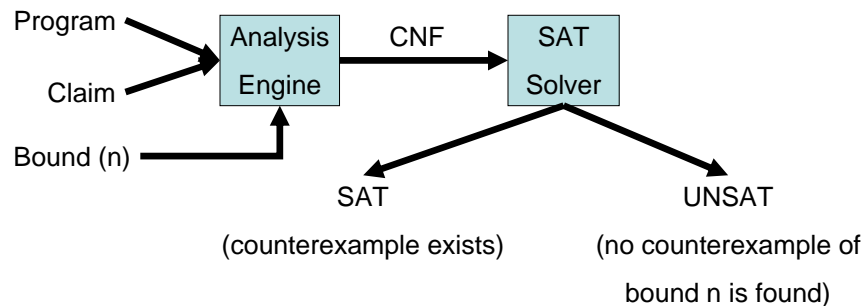 Program
Claim
Bound (n)
Analysis
Engine
CNF
SAT
Solver
SAT
(counterexample exists)
UNSAT
(no counterexample of
bound n is found)